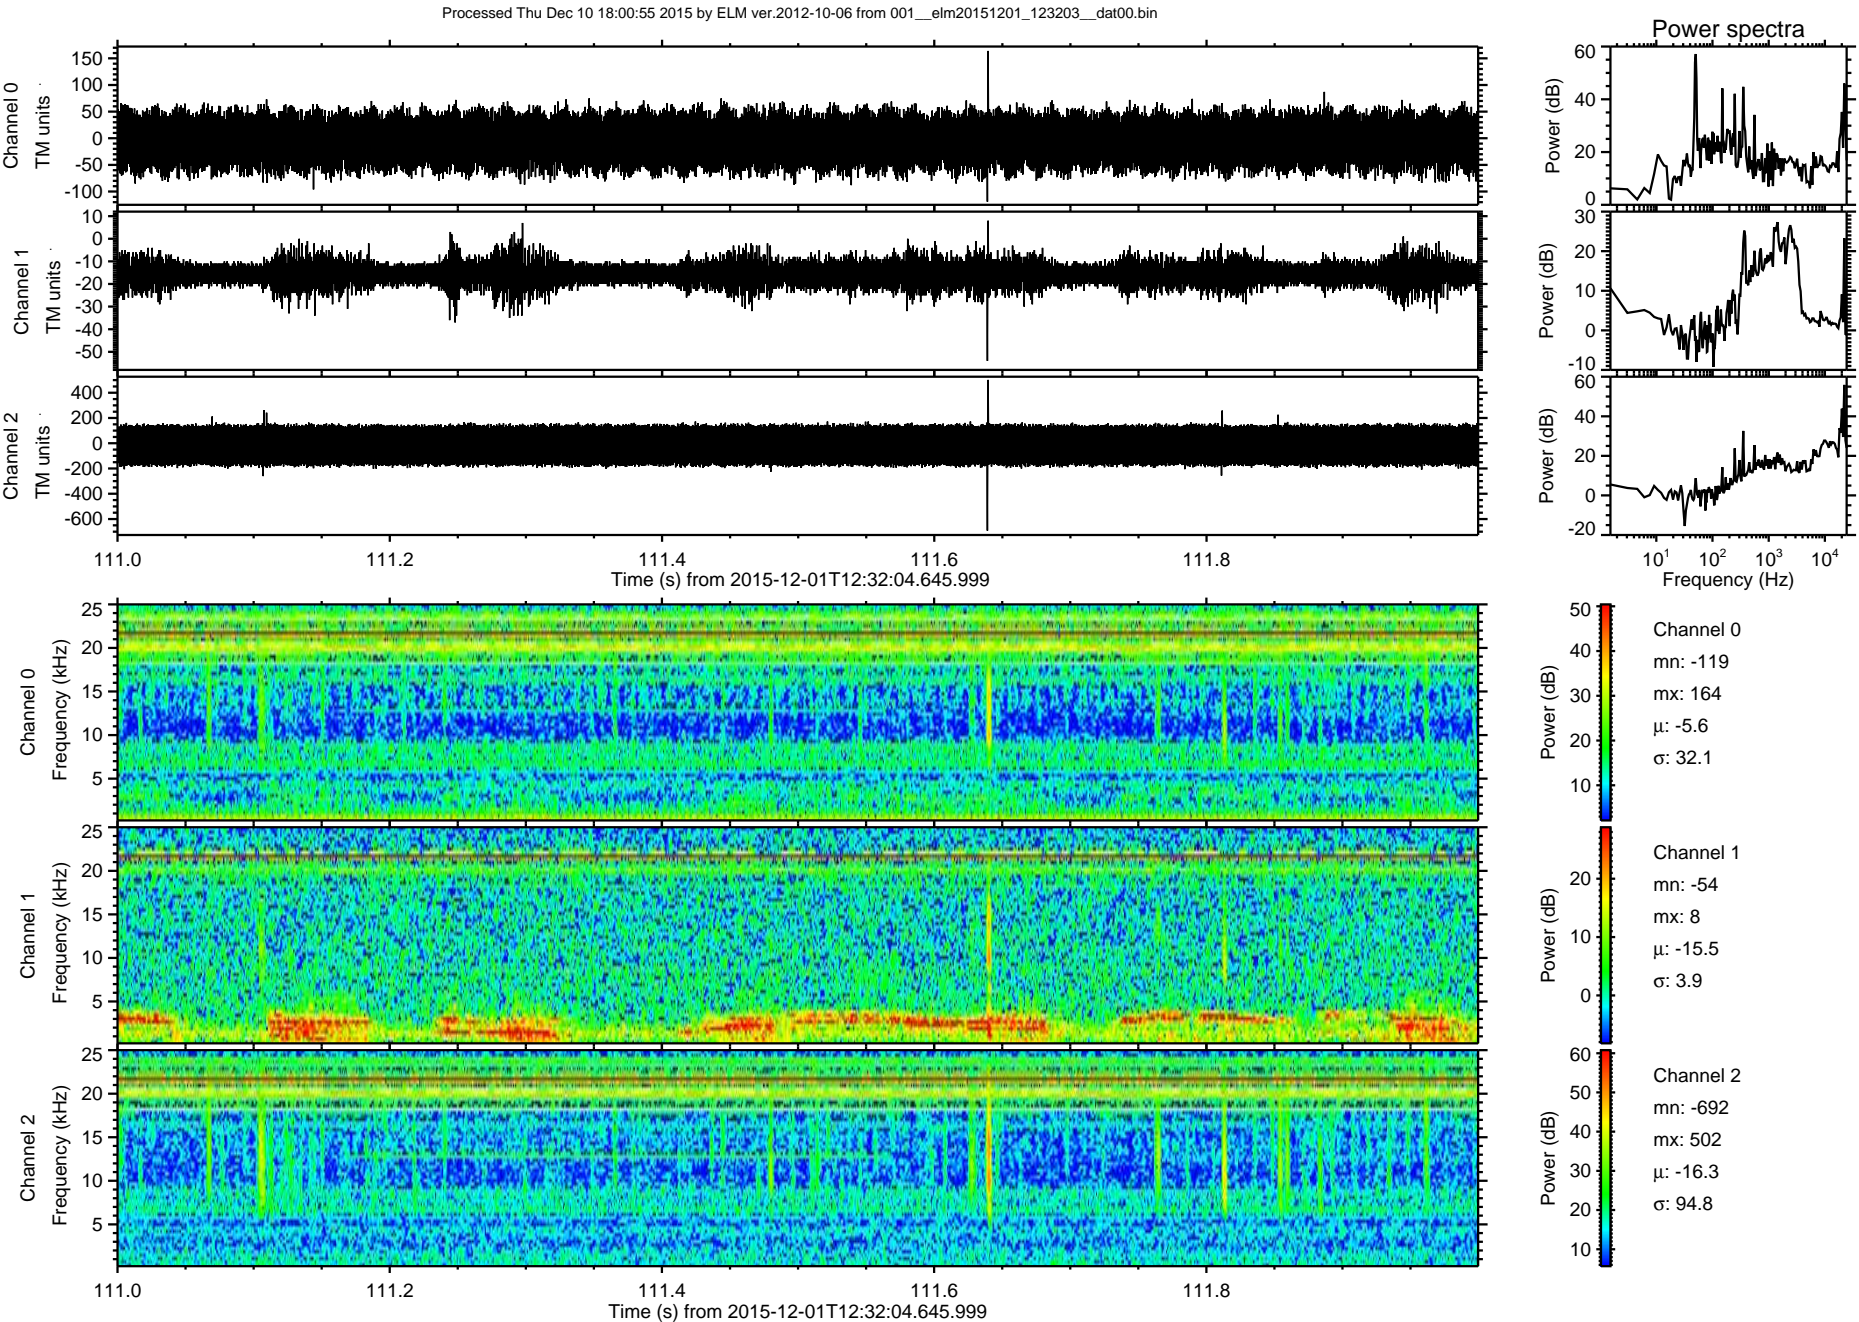 Processed Thu Dec 10 18:00:55 2015 by ELM ver.2012-10-06 from 001__elm20151201_123203__dat00.bin
Power spectra
Channel 0
TM units
150
100
50
0
-50
-100
Power (dB)
60
40
20
0
Channel 1
TM units
10
0
-10
-20
-30
-40
-50
Power (dB)
30
20
10
0
-10
Channel 2
TM units
400
200
0
-200
-400
-600
Power (dB)
60
40
20
0
-20
111.0 111.2 111.4 111.6 111.8
Time (s) from 2015-12-01T12:32:04.645.999
10¹ 10² 10³ 10⁴
Frequency (Hz)
Channel 0
Frequency (kHz)
25
20
15
10
5
Power (dB)
50
40
30
20
10
Channel 0
mn: -119
mx: 164
μ: -5.6
σ: 32.1
Channel 1
Frequency (kHz)
25
20
15
10
5
Power (dB)
20
10
0
Channel 1
mn: -54
mx: 8
μ: -15.5
σ: 3.9
Channel 2
Frequency (kHz)
25
20
15
10
5
Power (dB)
60
50
40
30
20
10
Channel 2
mn: -692
mx: 502
μ: -16.3
σ: 94.8
111.0 111.2 111.4 111.6 111.8
Time (s) from 2015-12-01T12:32:04.645.999